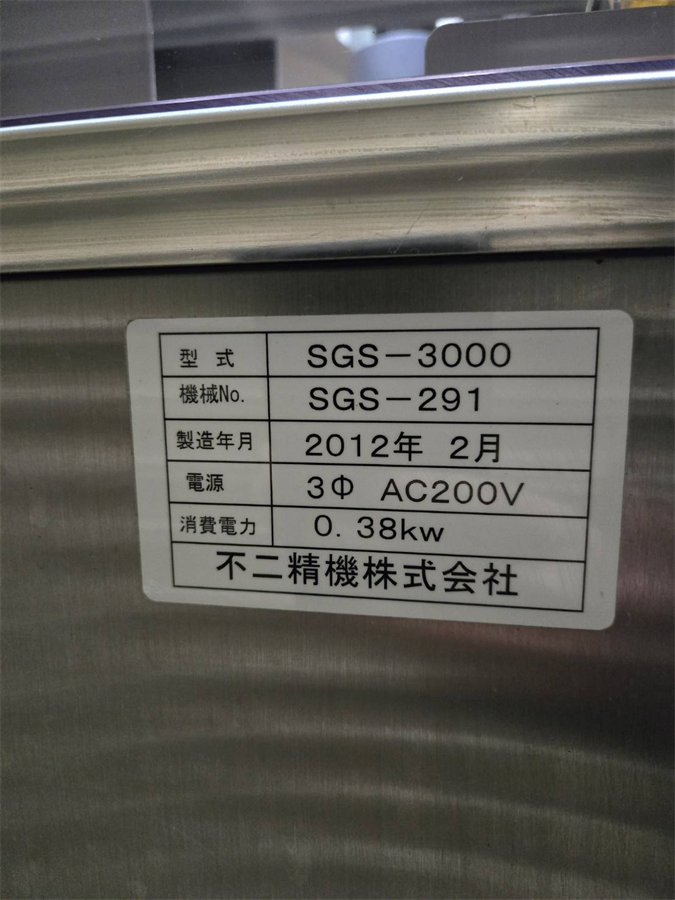 型式 SGS-3000
機械No. SGS-291
製造年月 2012年 2月
電源 3Φ AC200V
消費電力 0.38kw
不二精機株式会社